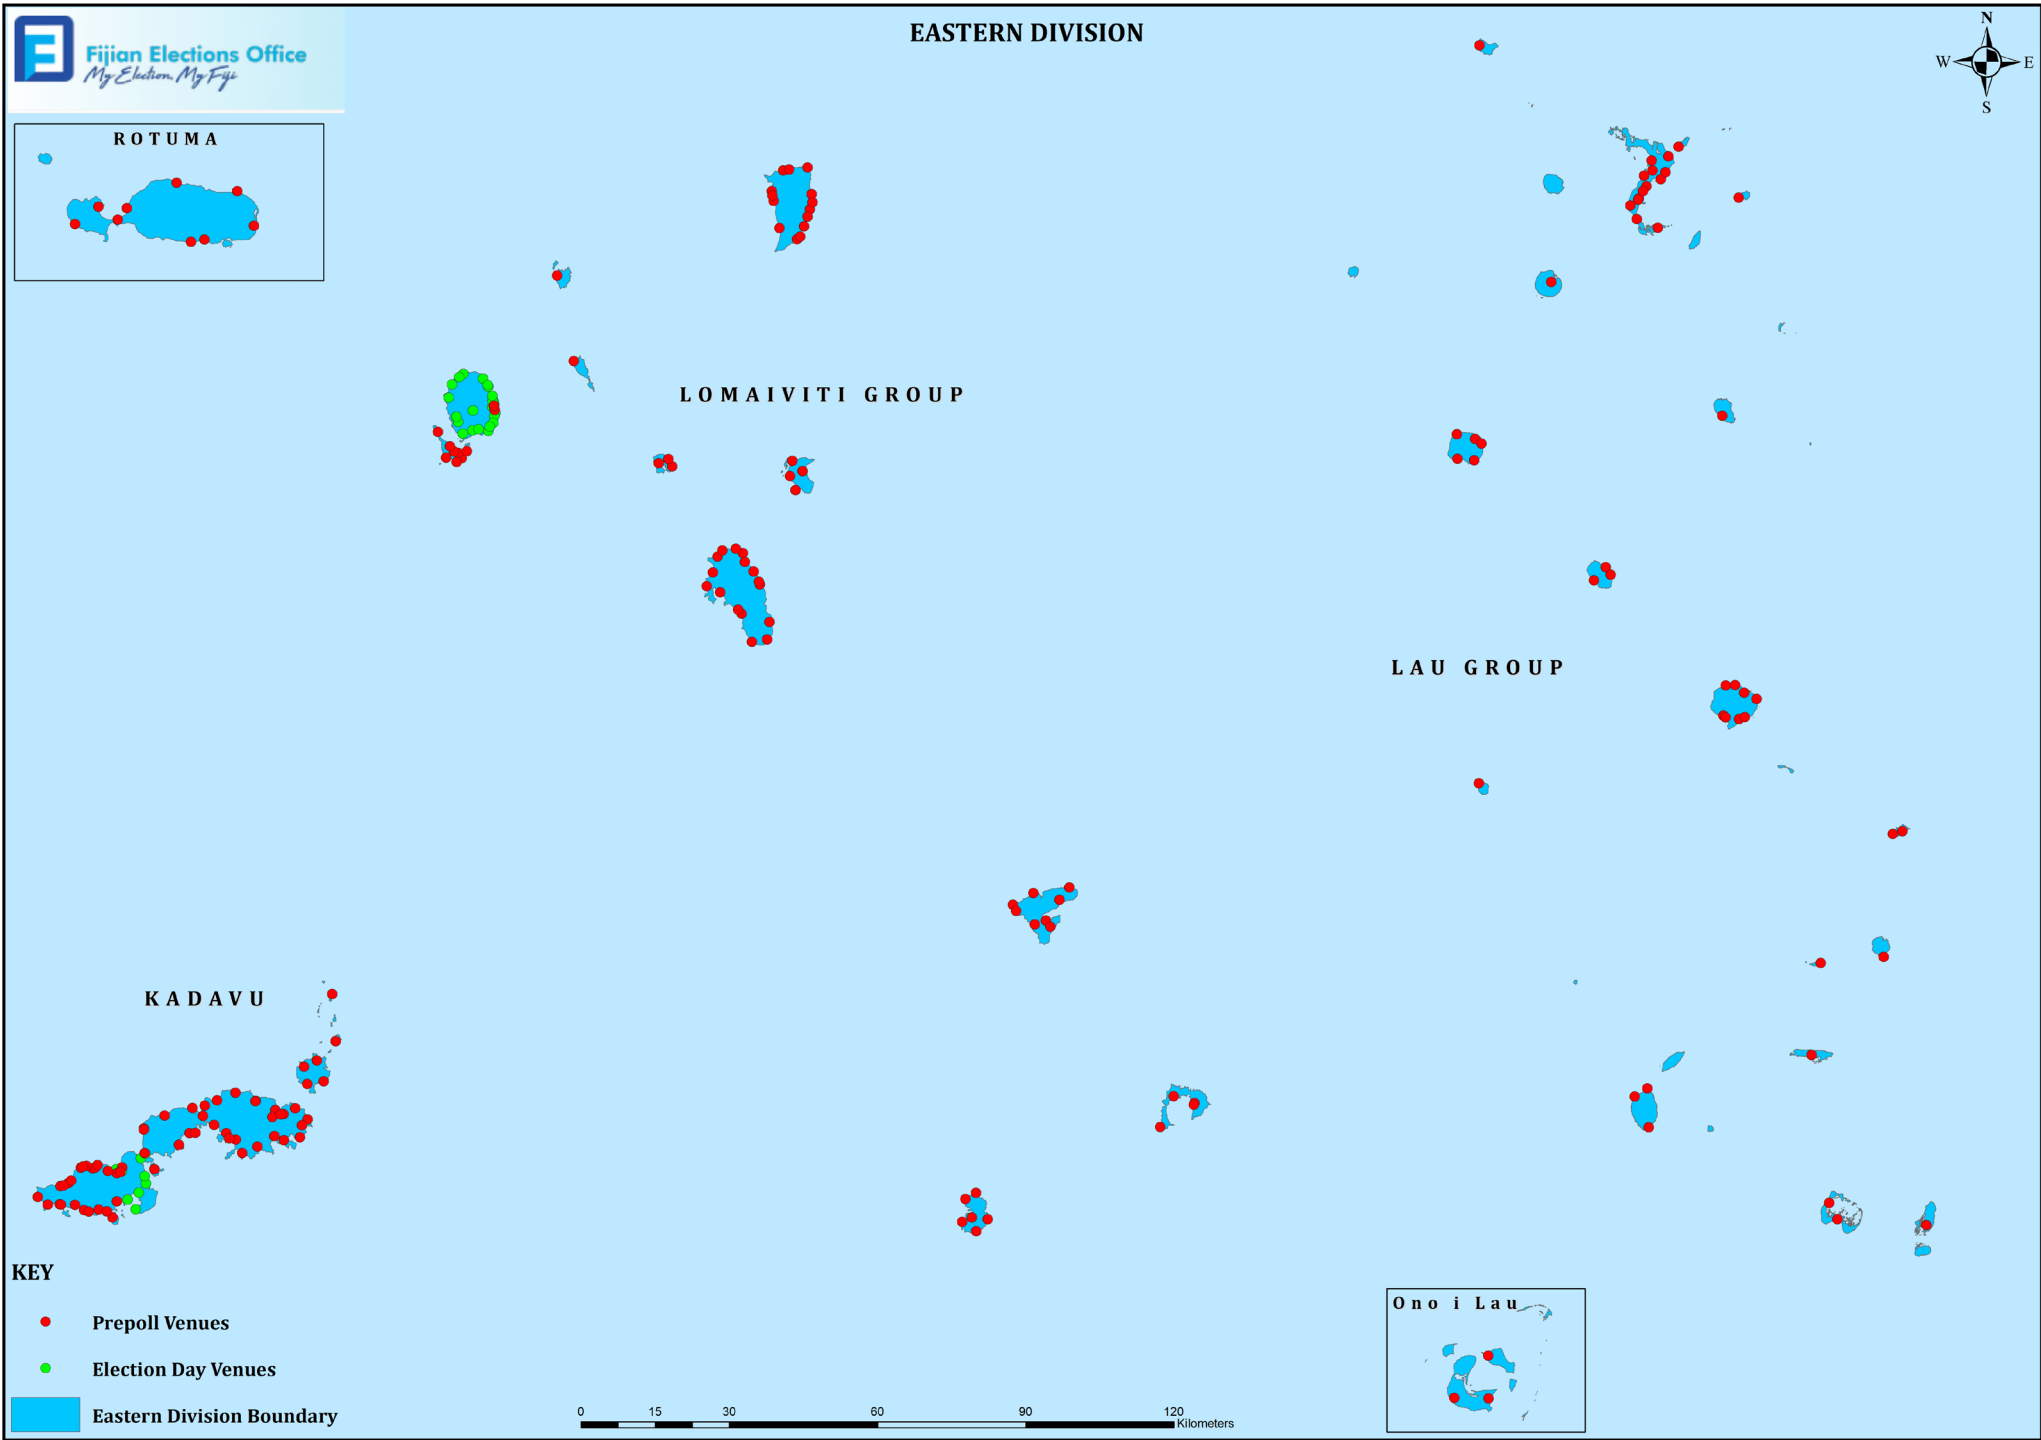 EASTERN DIVISION
Fijian Elections Office
My Election, My Fiji
N
W
E
S
ROTUMA
LOMAIVITI GROUP
LAU GROUP
KADAVU
KEY
Prepoll Venues
Election Day Venues
Eastern Division Boundary
0 15 30 60 90 120
Kilometers
Ono i Lau